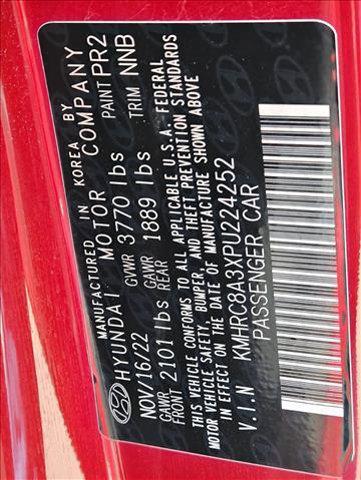 MANUFACTURED IN KOREA BY
HYUNDAI MOTOR COMPANY
NOV/16/22 GVWR 3770 lbs PAINT PR2
GAWR FRONT 2101 lbs GAWR REAR 1889 lbs TRIM NNB
THIS VEHICLE CONFORMS TO ALL APPLICABLE U.S.A. FEDERAL
MOTOR VEHICLE SAFETY, BUMPER, AND THEFT PREVENTION STANDARDS
IN EFFECT ON THE DATE OF MANUFACTURE SHOWN ABOVE
V.I.N KMHRC8A3XPU224252
PASSENGER CAR